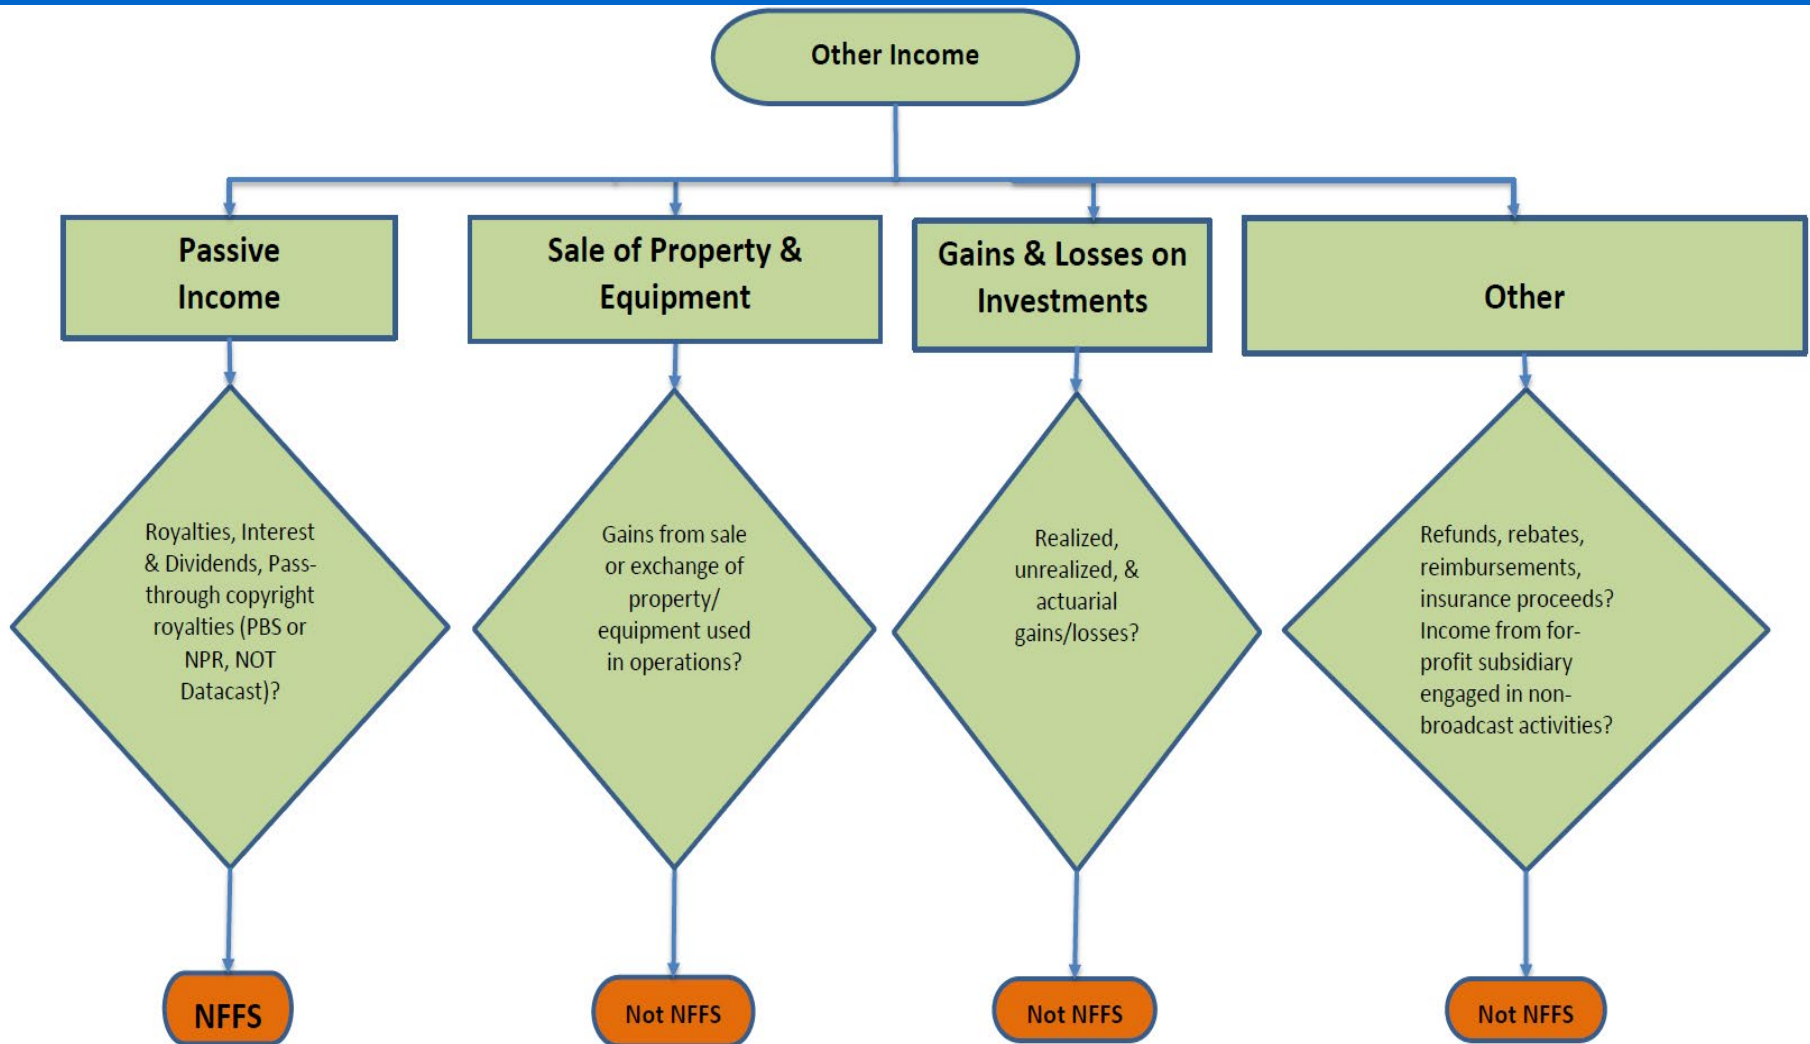 Other Income
Passive
Income
Sale of Property &
Equipment
Gains & Losses on
Investments
Other
Royalties, Interest
& Dividends, Pass-
through copyright
royalties (PBS or
NPR, NOT
Datacast)?
Gains from sale
or exchange of
property/
equipment used
in operations?
Realized,
unrealized, &
actuarial
gains/losses?
Refunds, rebates,
reimbursements,
insurance proceeds?
Income from for-
profit subsidiary
engaged in non-
broadcast activities?
NFFS
Not NFFS
Not NFFS
Not NFFS